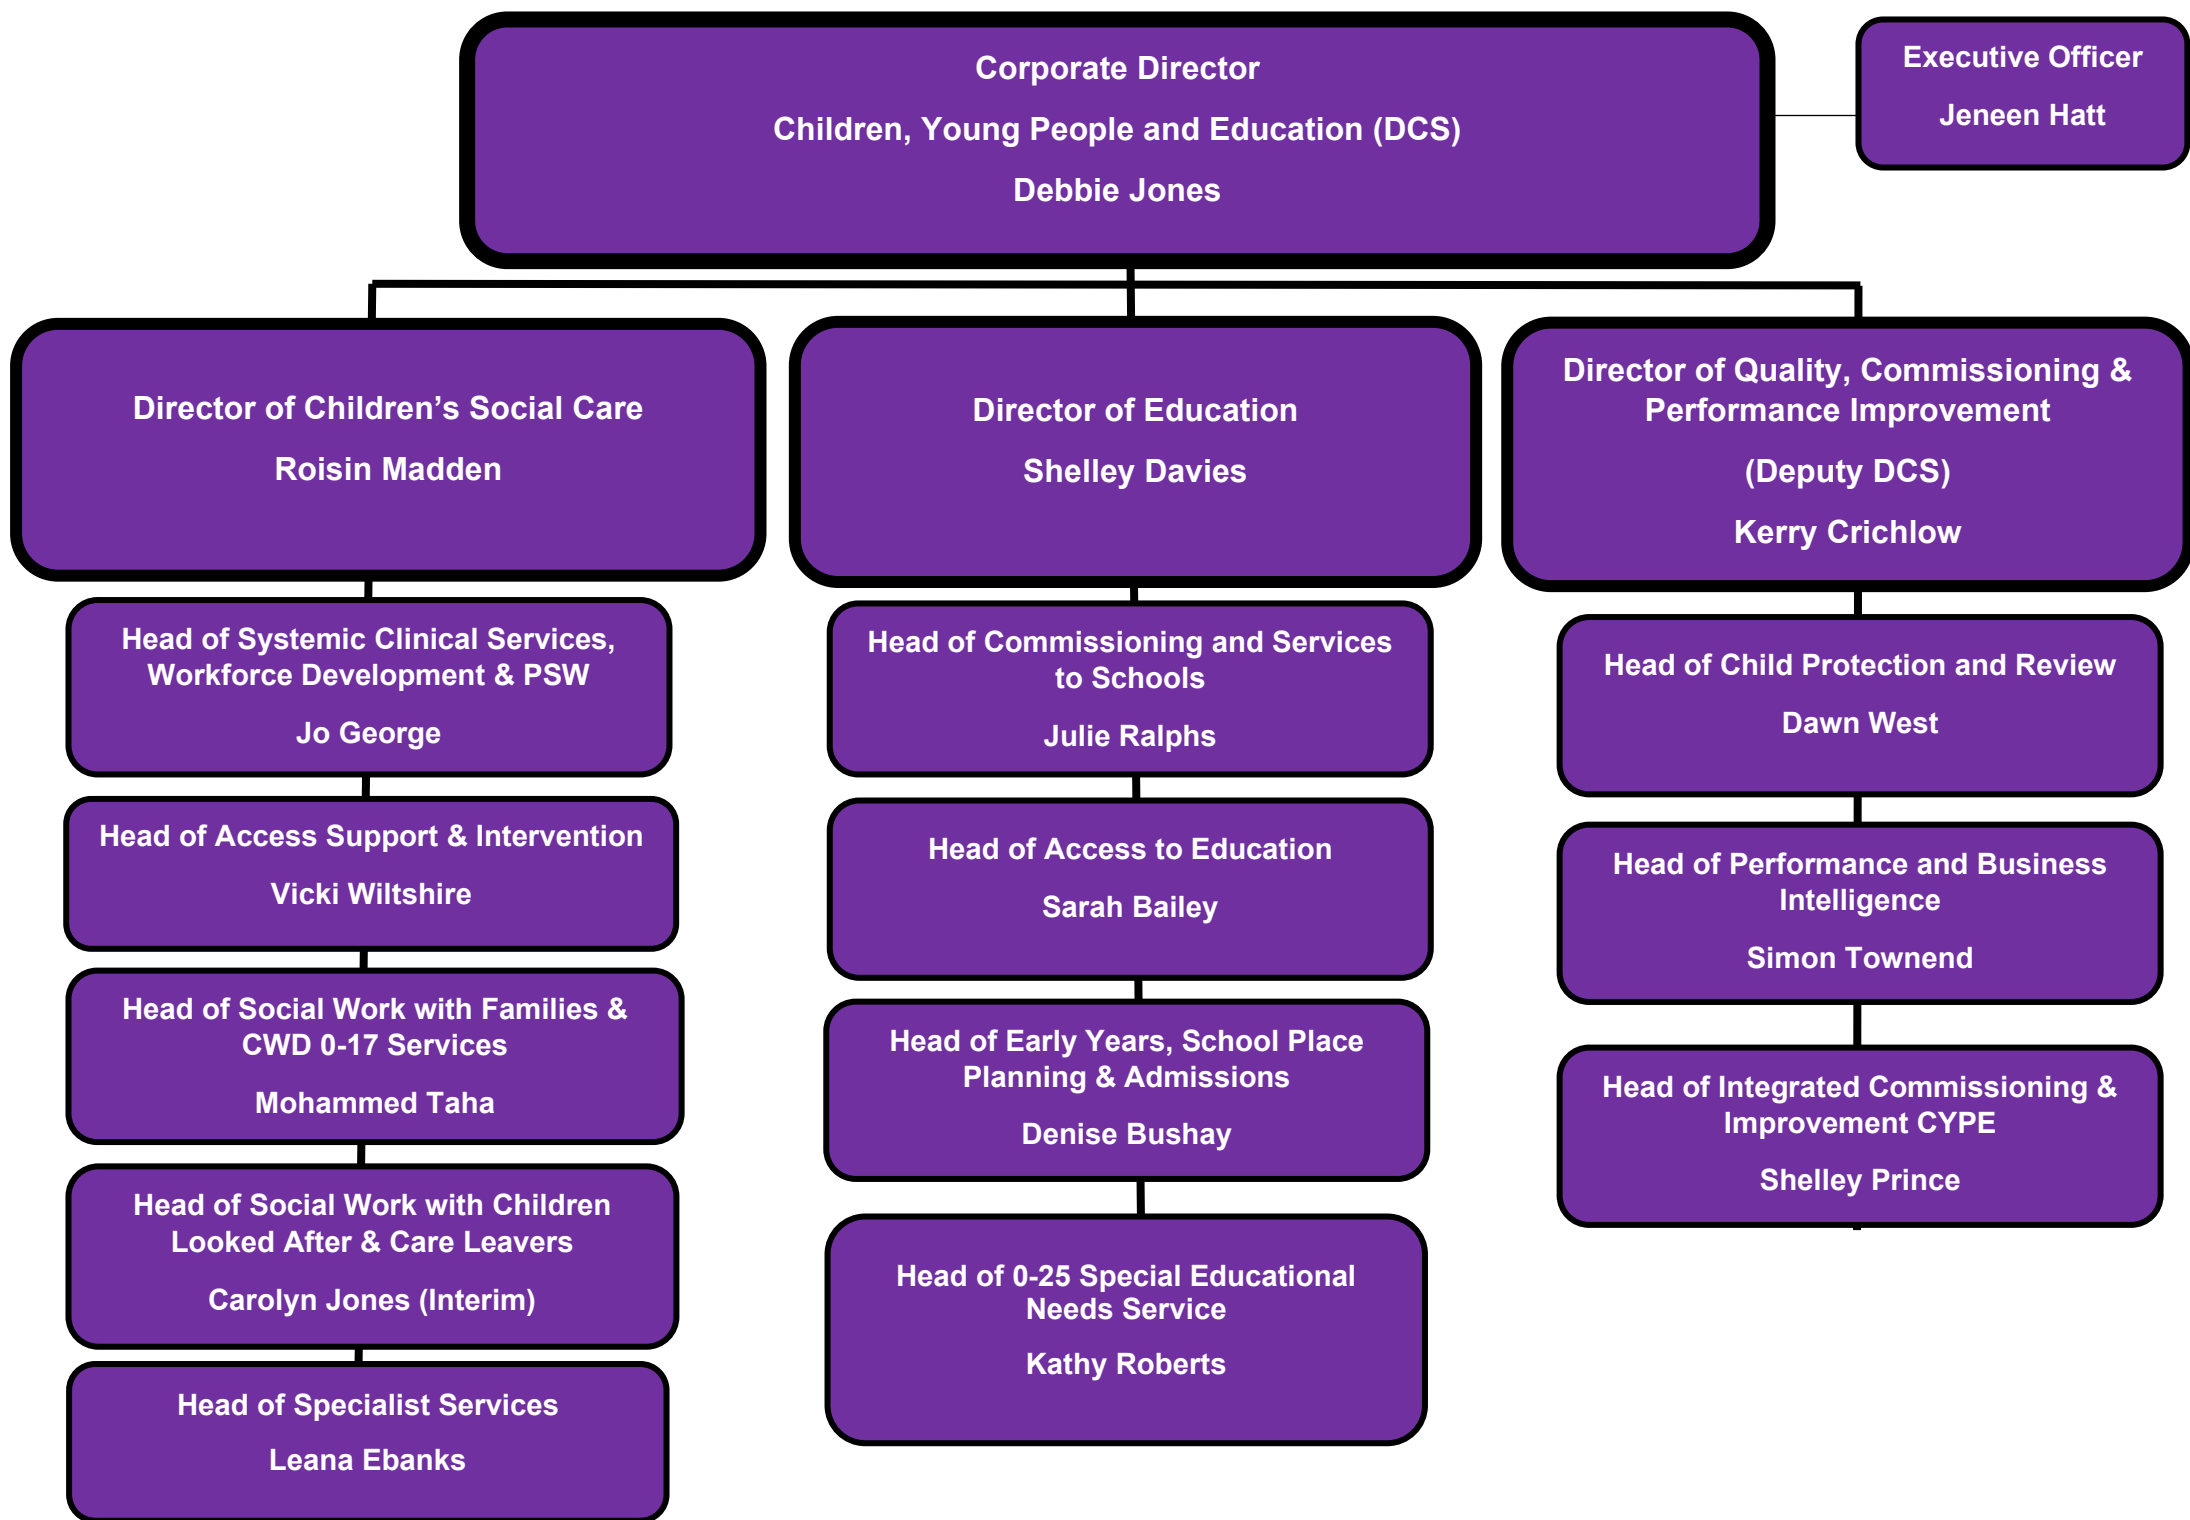 Corporate Director
Children, Young People and Education (DCS)
Debbie Jones
Executive Officer
Jeneen Hatt
Director of Children’s Social Care
Roisin Madden
Director of Education
Shelley Davies
Director of Quality, Commissioning &
Performance Improvement
(Deputy DCS)
Kerry Crichlow
Head of Systemic Clinical Services,
Workforce Development & PSW
Jo George
Head of Access Support & Intervention
Vicki Wiltshire
Head of Social Work with Families &
CWD 0-17 Services
Mohammed Taha
Head of Social Work with Children
Looked After & Care Leavers
Carolyn Jones (Interim)
Head of Specialist Services
Leana Ebanks
Head of Commissioning and Services
to Schools
Julie Ralphs
Head of Access to Education
Sarah Bailey
Head of Early Years, School Place
Planning & Admissions
Denise Bushay
Head of 0-25 Special Educational
Needs Service
Kathy Roberts
Head of Child Protection and Review
Dawn West
Head of Performance and Business
Intelligence
Simon Townend
Head of Integrated Commissioning &
Improvement CYPE
Shelley Prince